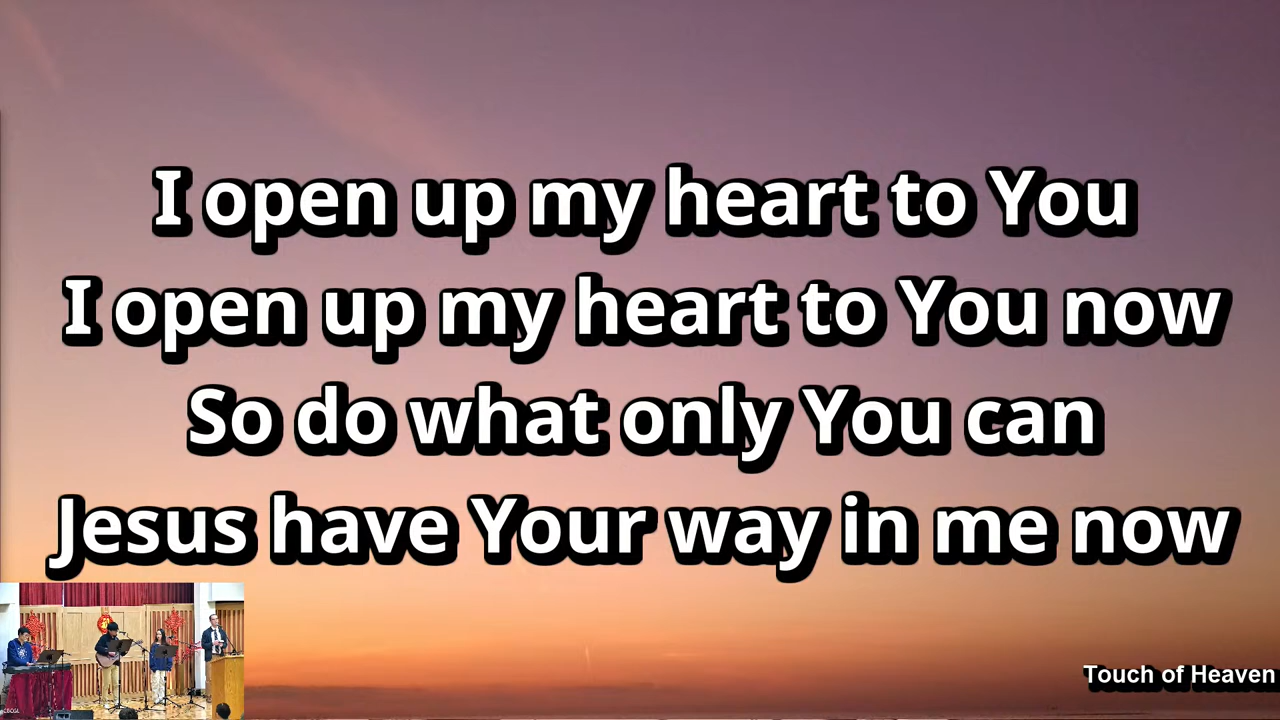 I open up my heart to You
I open up my heart to You now
So do what only You can
Jesus have Your way in me now
CBCGL
Touch of Heaven